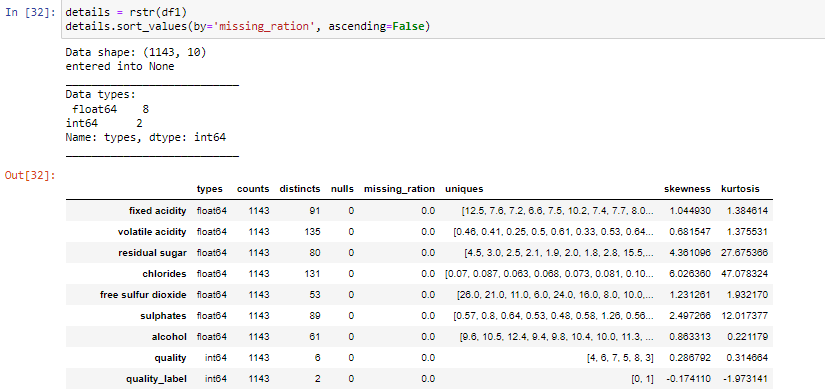 In [32]: details = rstr(df1)
details.sort_values(by='missing_ration', ascending=False)
Data shape: (1143, 10)
entered into None
___________________________
Data types:
 float64    8
int64      2
Name: types, dtype: int64
___________________________
Out[32]:
types counts distincts nulls missing_ration uniques skewness kurtosis
fixed acidity float64 1143 91 0 0.0 [12.5, 7.6, 7.2, 6.6, 7.5, 10.2, 7.4, 7.7, 8.0... 1.044930 1.384614
volatile acidity float64 1143 135 0 0.0 [0.46, 0.41, 0.25, 0.5, 0.61, 0.33, 0.53, 0.64... 0.681547 1.375531
residual sugar float64 1143 80 0 0.0 [4.5, 3.0, 2.5, 2.1, 1.9, 2.0, 1.8, 2.8, 15.5,... 4.361096 27.675366
chlorides float64 1143 131 0 0.0 [0.07, 0.087, 0.063, 0.068, 0.073, 0.081, 0.10... 6.026360 47.078324
free sulfur dioxide float64 1143 53 0 0.0 [26.0, 21.0, 11.0, 6.0, 24.0, 16.0, 8.0, 10.0,... 1.231261 1.932170
sulphates float64 1143 89 0 0.0 [0.57, 0.8, 0.64, 0.53, 0.48, 0.58, 1.26, 0.56... 2.497266 12.017377
alcohol float64 1143 61 0 0.0 [9.6, 10.5, 12.4, 9.4, 9.8, 10.4, 10.0, 11.3, ... 0.863313 0.221179
quality int64 1143 6 0 0.0 [4, 6, 7, 5, 8, 3] 0.286792 0.314664
quality_label int64 1143 2 0 0.0 [0, 1] -0.174110 -1.973141